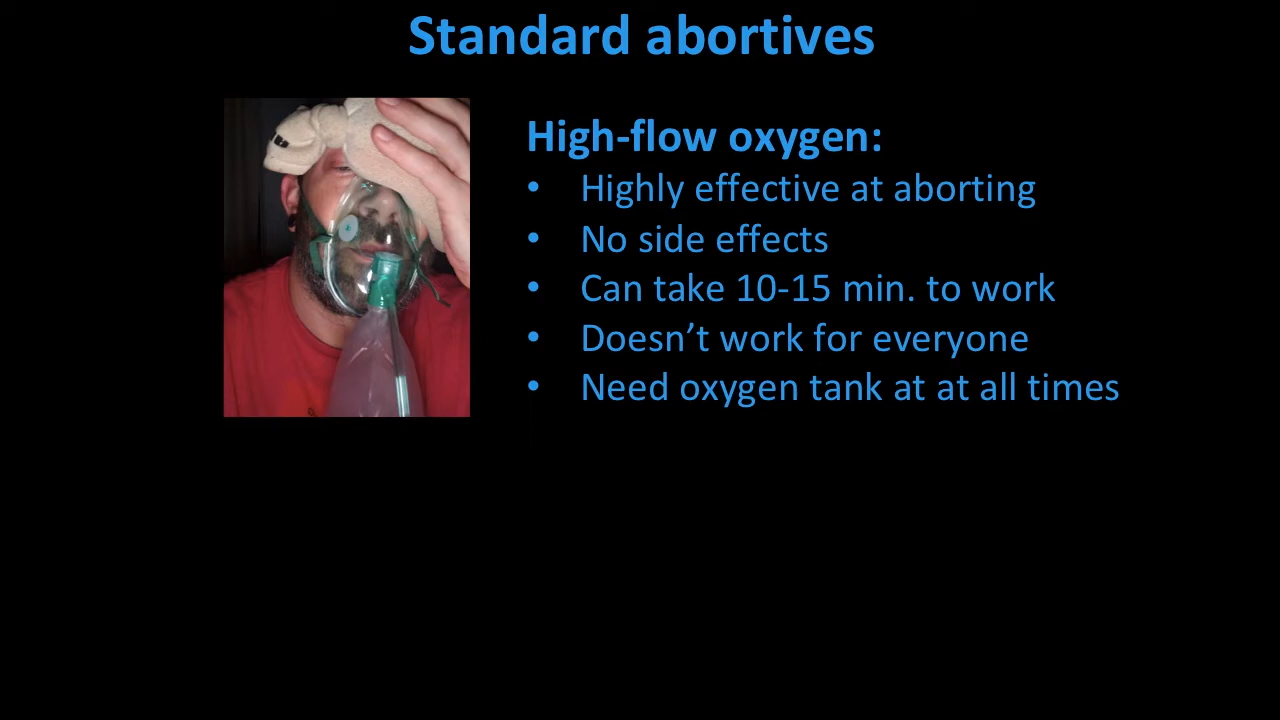 Standard abortives
High-flow oxygen:
• Highly effective at aborting
• No side effects
• Can take 10-15 min. to work
• Doesn’t work for everyone
• Need oxygen tank at at all times